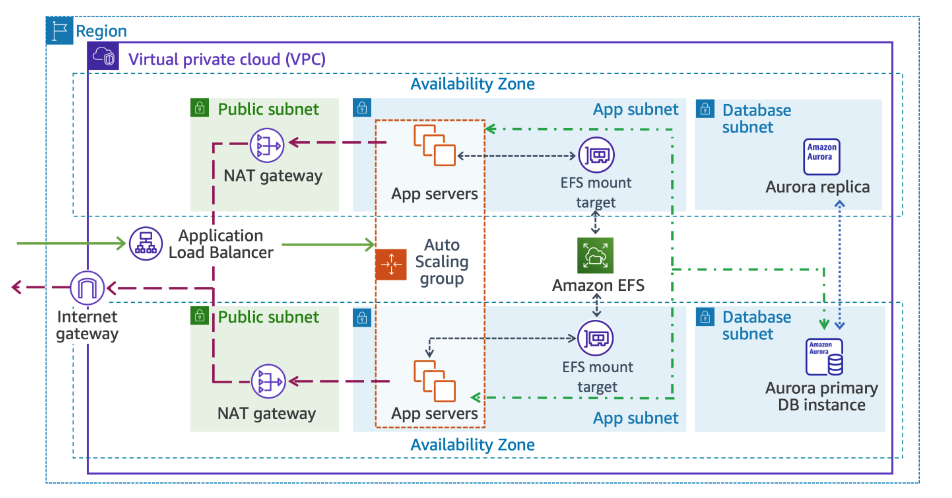 Region
Virtual private cloud (VPC)
Availability Zone
Public subnet
NAT gateway
App subnet
App servers
EFS mount
target
Database
subnet
Amazon
Aurora
Aurora replica
Application
Load Balancer
Auto
Scaling
group
Amazon EFS
Internet
gateway
Public subnet
NAT gateway
App servers
EFS mount
target
App subnet
Database
subnet
Amazon
Aurora
Aurora primary
DB instance
Availability Zone